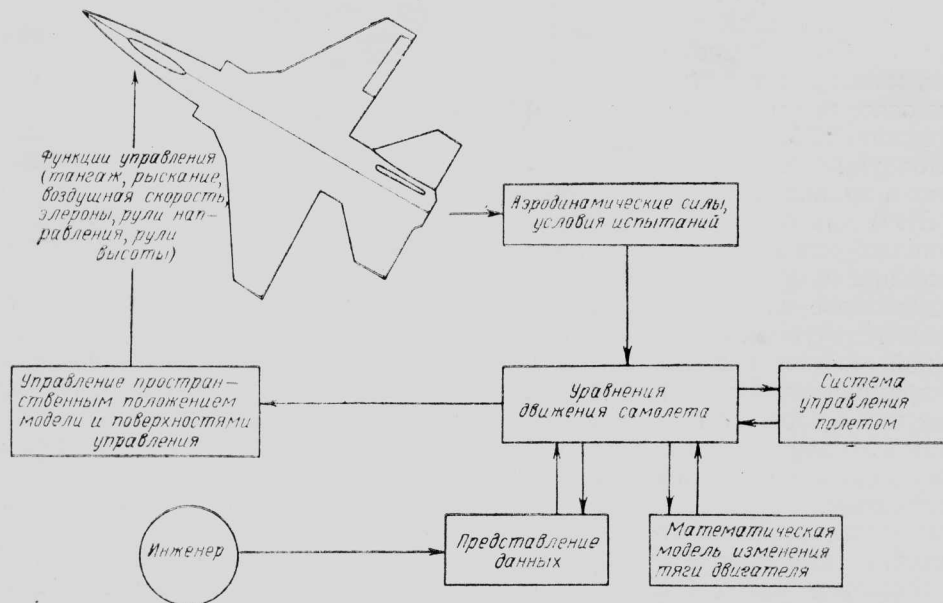 Функции управления
(тангаж, рыскание,
воздушная скорость,
элероны, рули нап-
равления, рули
высоты)
Аэродинамические силы,
условия испытаний
Управление простран-
ственным положением
модели и поверхностями
управления
Уравнения
движения самолета
Система
управления
полетом
Инженер
Представление
данных
Математическая
модель изменения
тяги двигателя